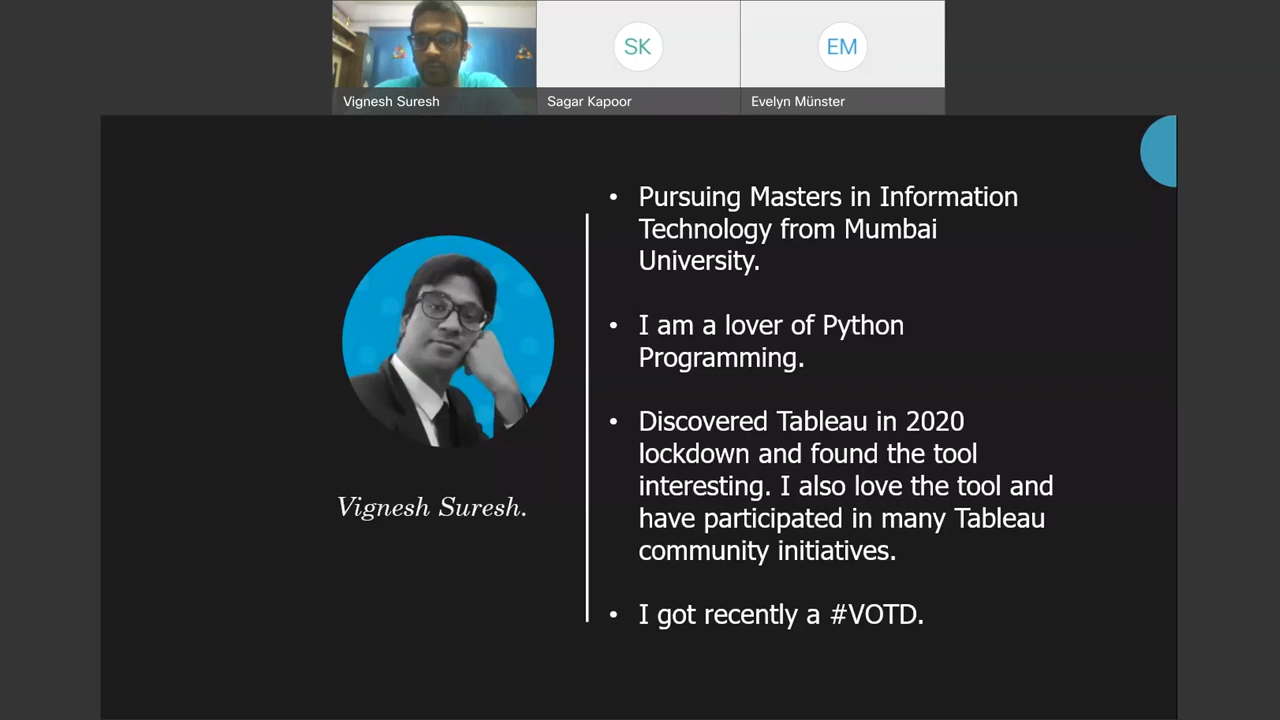 SK
EM
Vignesh Suresh
Sagar Kapoor
Evelyn Münster
• Pursuing Masters in Information
Technology from Mumbai
University.
• I am a lover of Python
Programming.
• Discovered Tableau in 2020
lockdown and found the tool
interesting. I also love the tool and
have participated in many Tableau
community initiatives.
• I got recently a #VOTD.
Vignesh Suresh.